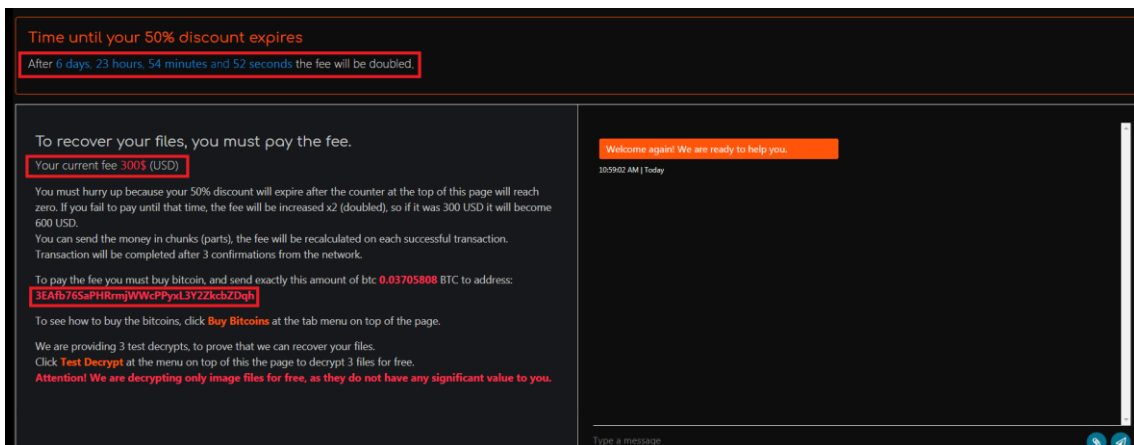 Time until your 50% discount expires
After 6 days, 23 hours, 54 minutes and 52 seconds the fee will be doubled.
To recover your files, you must pay the fee.
Your current fee 300$ (USD)
You must hurry up because your 50% discount will expire after the counter at the top of this page will reach
zero. If you fail to pay until that time, the fee will be increased x2 (doubled), so if it was 300 USD it will become
600 USD.
You can send the money in chunks (parts), the fee will be recalculated on each successful transaction.
Transaction will be completed after 3 confirmations from the network.
To pay the fee you must buy bitcoin, and send exactly this amount of btc 0.03705808 BTC to address:
3EAfb76SaPHRrmjWWcPPyxL3Y2ZkcbZDqh
To see how to buy the bitcoins, click Buy Bitcoins at the tab menu on top of the page.
We are providing 3 test decrypts, to prove that we can recover your files.
Click Test Decrypt at the menu on top of this the page to decrypt 3 files for free.
Attention! We are decrypting only image files for free, as they do not have any significant value to you.
Welcome again! We are ready to help you.
10:59:02 AM | Today
Type a message